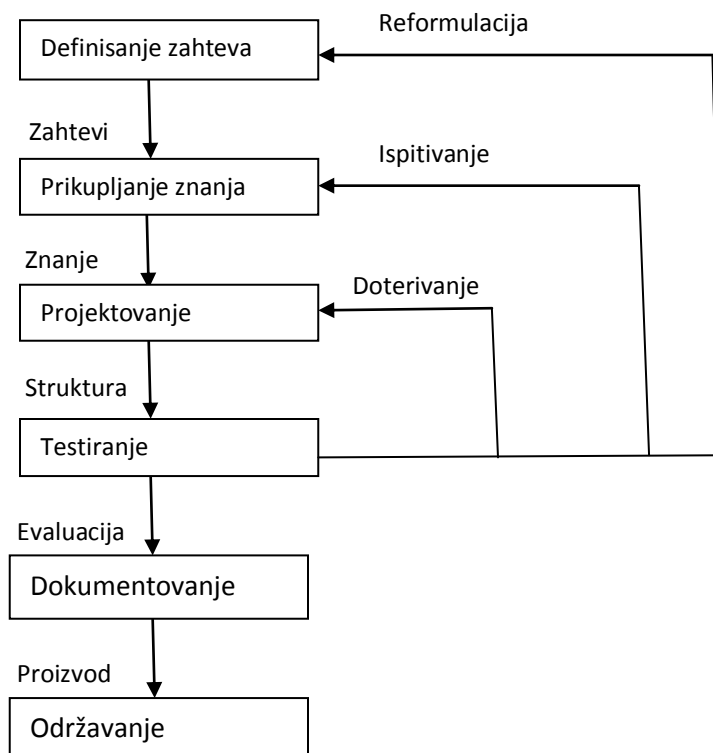 Reformulacija
Definisanje zahteva
Zahtevi
Ispitivanje
Prikupljanje znanja
Znanje
Doterivanje
Projektovanje
Struktura
Testiranje
Evaluacija
Dokumentovanje
Proizvod
Održavanje